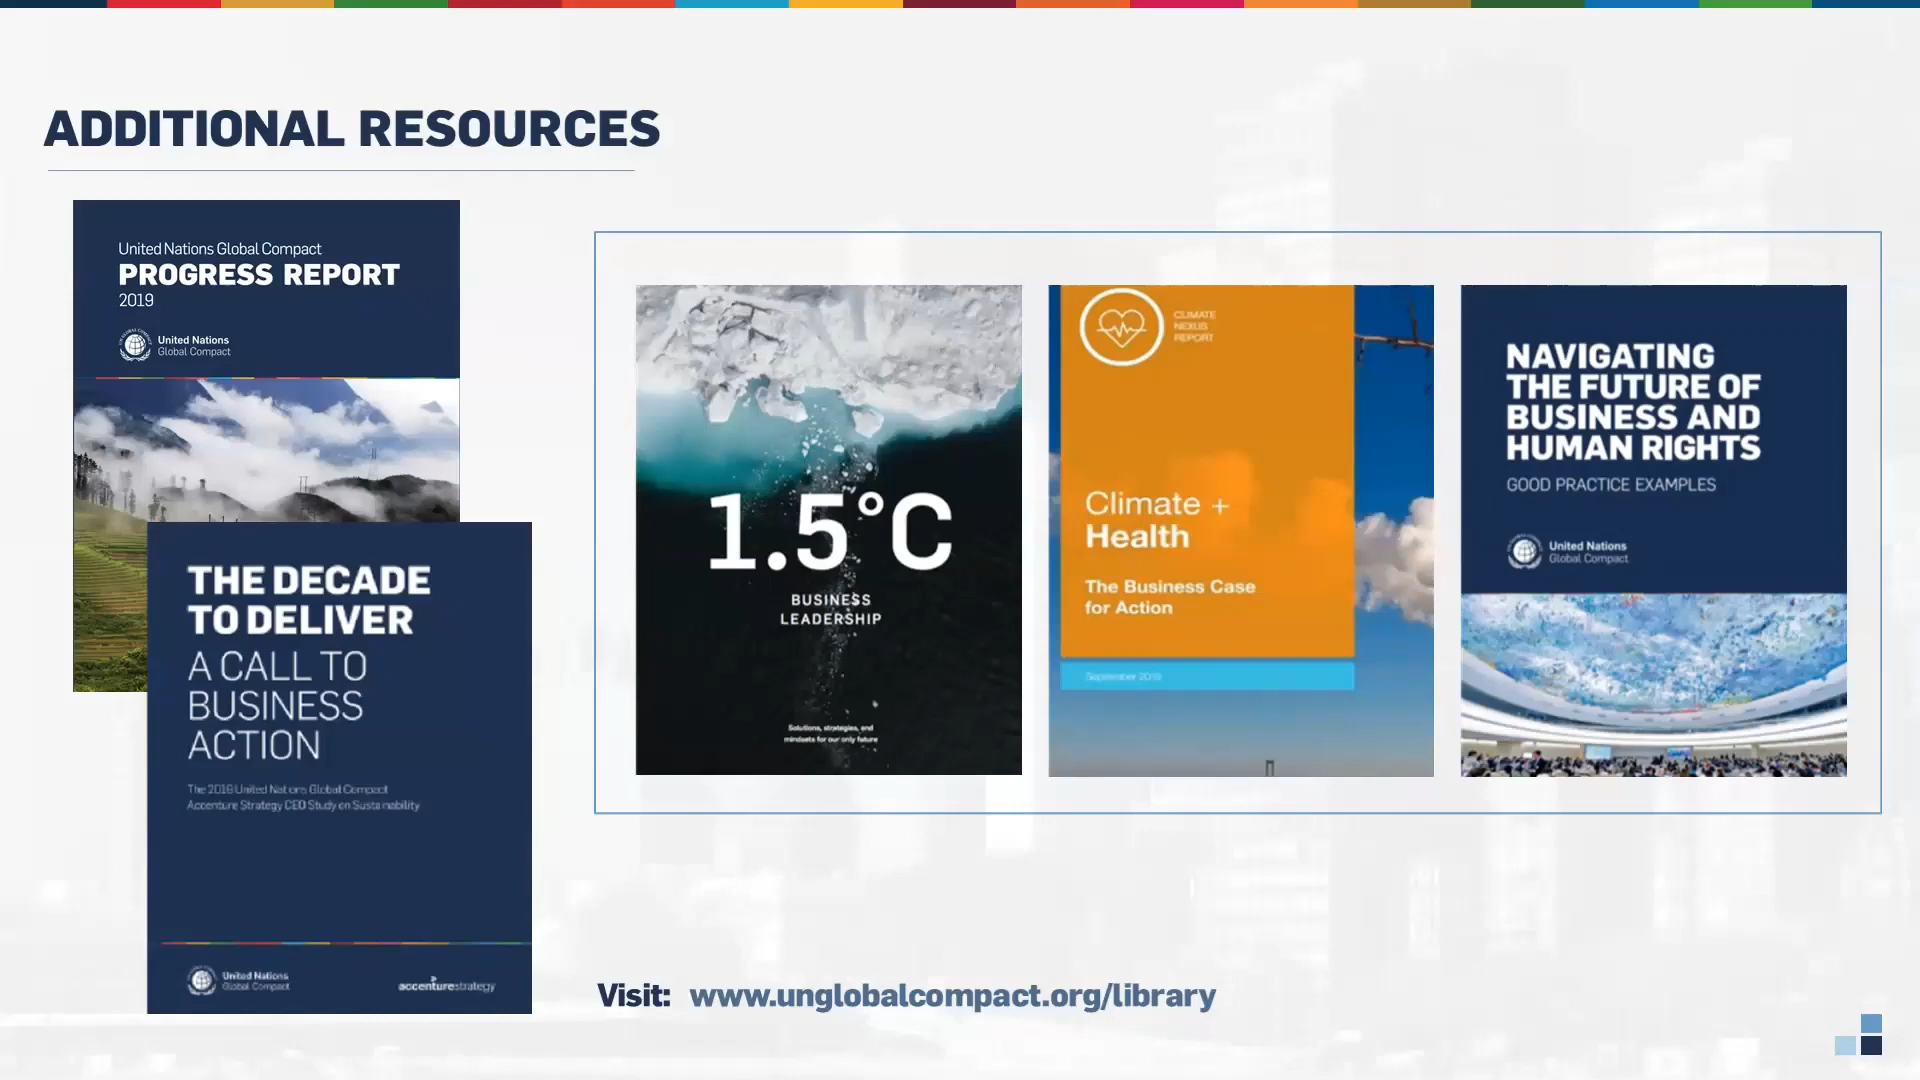 ADDITIONAL RESOURCES
United Nations Global Compact
PROGRESS REPORT
2019
United Nations
Global Compact
THE DECADE
TO DELIVER
A CALL TO
BUSINESS
ACTION
The 2019 United Nations Global Compact
Accenture Strategy CEO Study on Sustainability
United Nations
Global Compact
accenturestrategy
1.5°C
BUSINESS
LEADERSHIP
Solutions, strategies, and
mindsets for our only future
CLIMATE
NEXUS
REPORT
Climate +
Health
The Business Case
for Action
September 2019
NAVIGATING
THE FUTURE OF
BUSINESS AND
HUMAN RIGHTS
GOOD PRACTICE EXAMPLES
United Nations
Global Compact
Visit: www.unglobalcompact.org/library